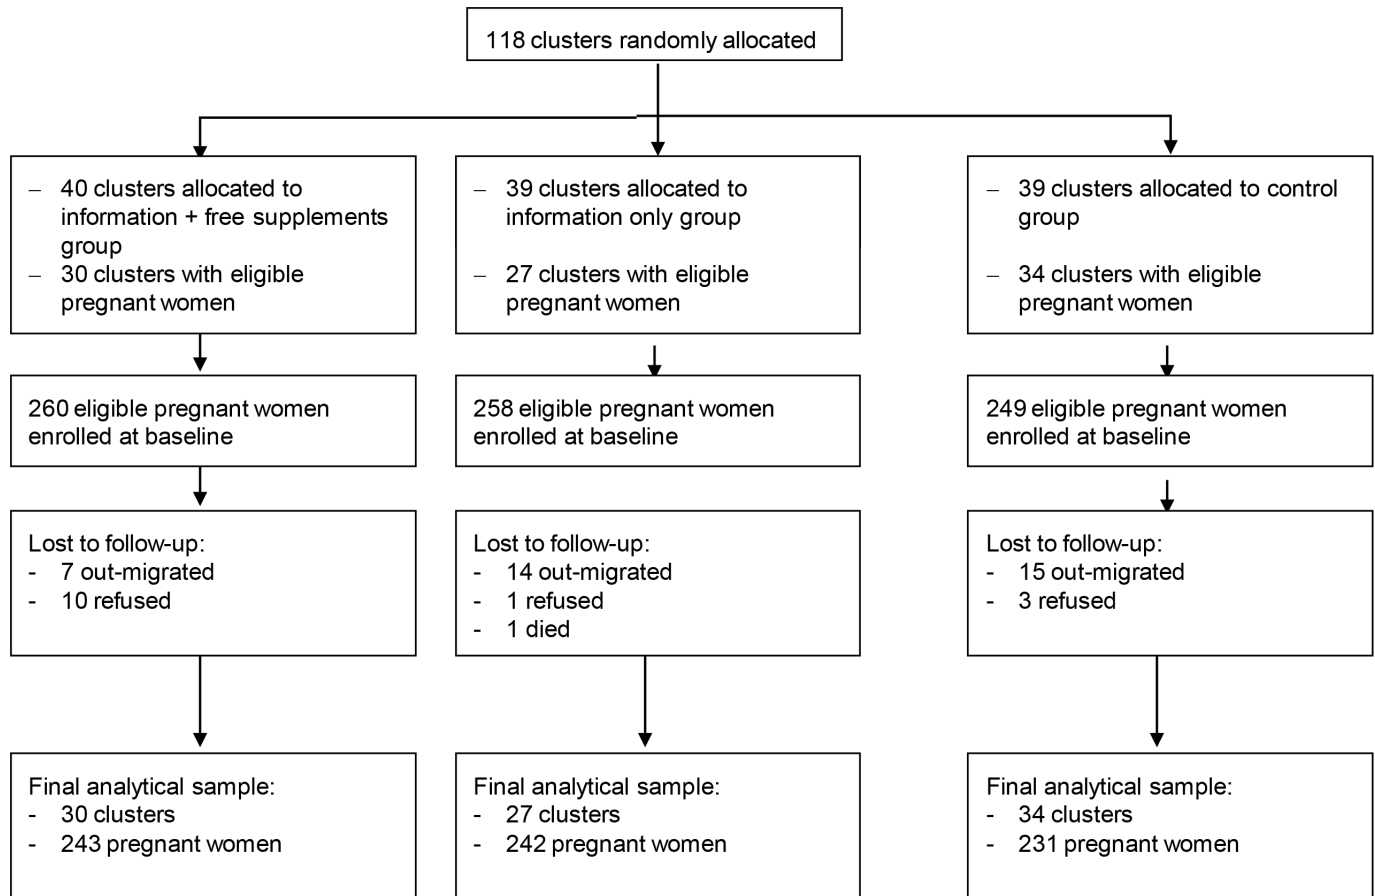 118 clusters randomly allocated
– 40 clusters allocated to
information + free supplements
group
– 30 clusters with eligible
pregnant women
– 39 clusters allocated to
information only group
– 27 clusters with eligible
pregnant women
– 39 clusters allocated to control
group
– 34 clusters with eligible
pregnant women
260 eligible pregnant women
enrolled at baseline
258 eligible pregnant women
enrolled at baseline
249 eligible pregnant women
enrolled at baseline
Lost to follow-up:
- 7 out-migrated
- 10 refused
Lost to follow-up:
- 14 out-migrated
- 1 refused
- 1 died
Lost to follow-up:
- 15 out-migrated
- 3 refused
Final analytical sample:
- 30 clusters
- 243 pregnant women
Final analytical sample:
- 27 clusters
- 242 pregnant women
Final analytical sample:
- 34 clusters
- 231 pregnant women